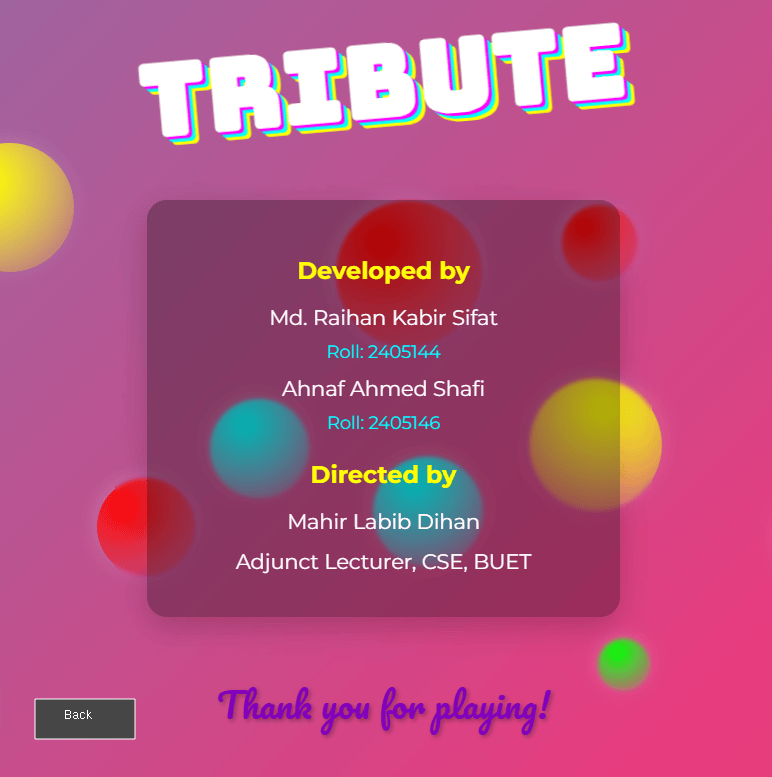 TRIBUTE
Developed by
Md. Raihan Kabir Sifat
Roll: 2405144
Ahnaf Ahmed Shafi
Roll: 2405146
Directed by
Mahir Labib Dihan
Adjunct Lecturer, CSE, BUET
Thank you for playing!
Back